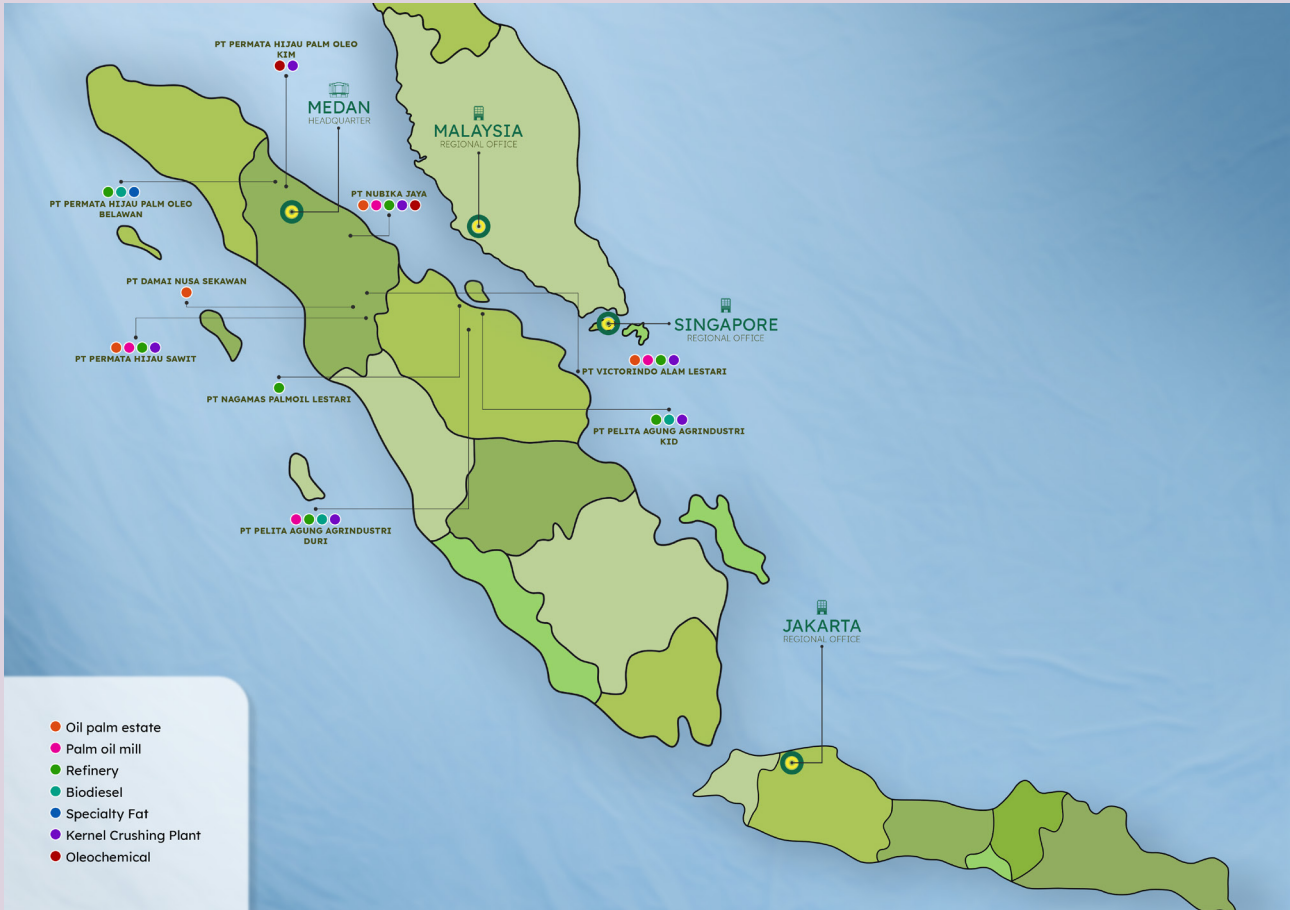 PT PERMATA HIJAU PALM OLEO
KIM
MEDAN
HEADQUARTER
MALAYSIA
REGIONAL OFFICE
PT PERMATA HIJAU PALM OLEO
BELAWAN
PT NUBIKA JAYA
PT DAMAI NUSA SEKAWAN
SINGAPORE
REGIONAL OFFICE
PT PERMATA HIJAU SAWIT
PT VICTORINDO ALAM LESTARI
PT NAGAMAS PALMOIL LESTARI
PT PELITA AGUNG AGRINDUSTRI
KID
PT PELITA AGUNG AGRINDUSTRI
DURI
JAKARTA
REGIONAL OFFICE
Oil palm estate
Palm oil mill
Refinery
Biodiesel
Specialty Fat
Kernel Crushing Plant
Oleochemical